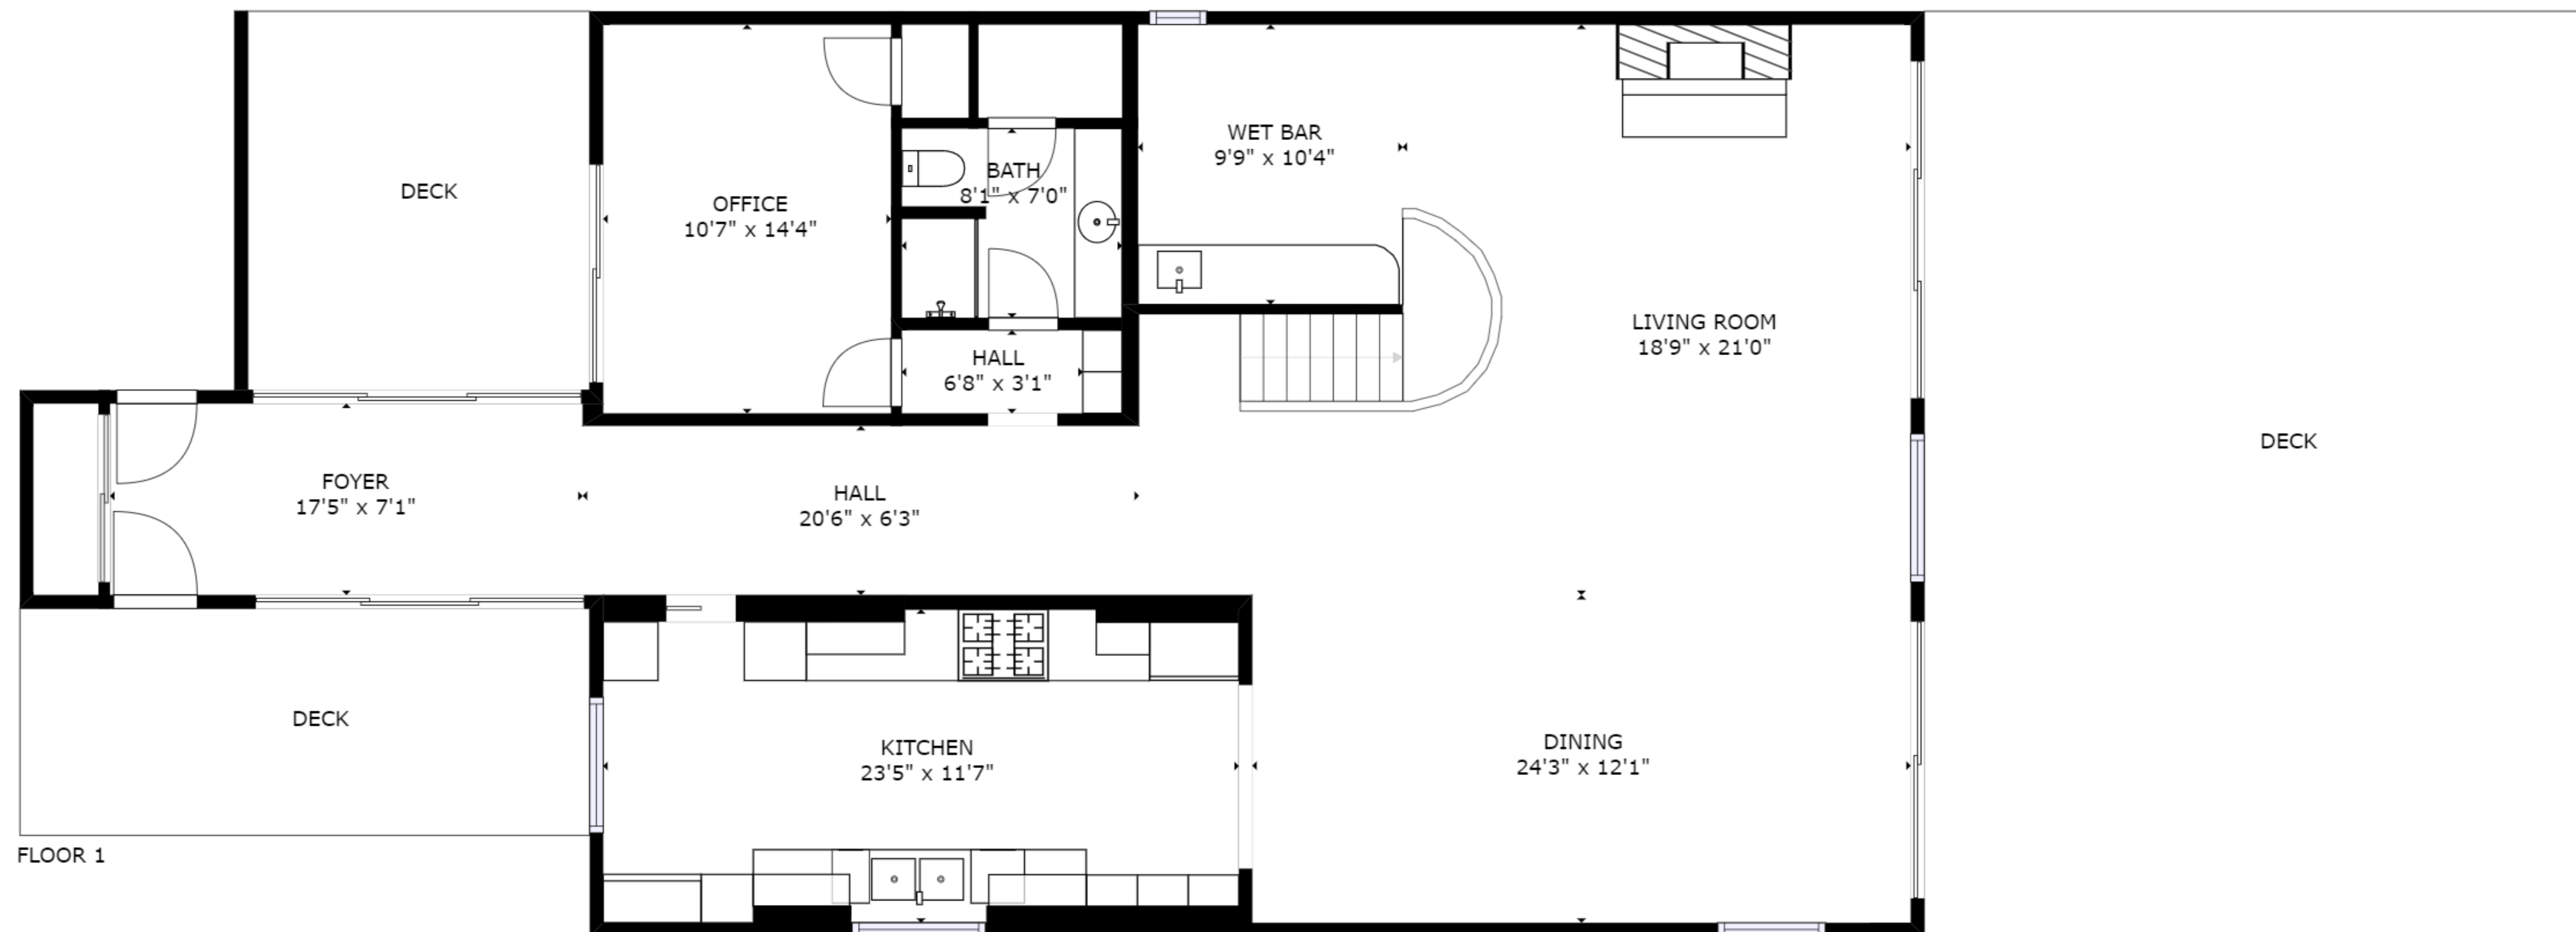 DECK
OFFICE
10'7" x 14'4"
BATH
8'1" x 7'0"
WET BAR
9'9" x 10'4"
HALL
6'8" x 3'1"
LIVING ROOM
18'9" x 21'0"
DECK
FOYER
17'5" x 7'1"
HALL
20'6" x 6'3"
DECK
KITCHEN
23'5" x 11'7"
DINING
24'3" x 12'1"
FLOOR 1